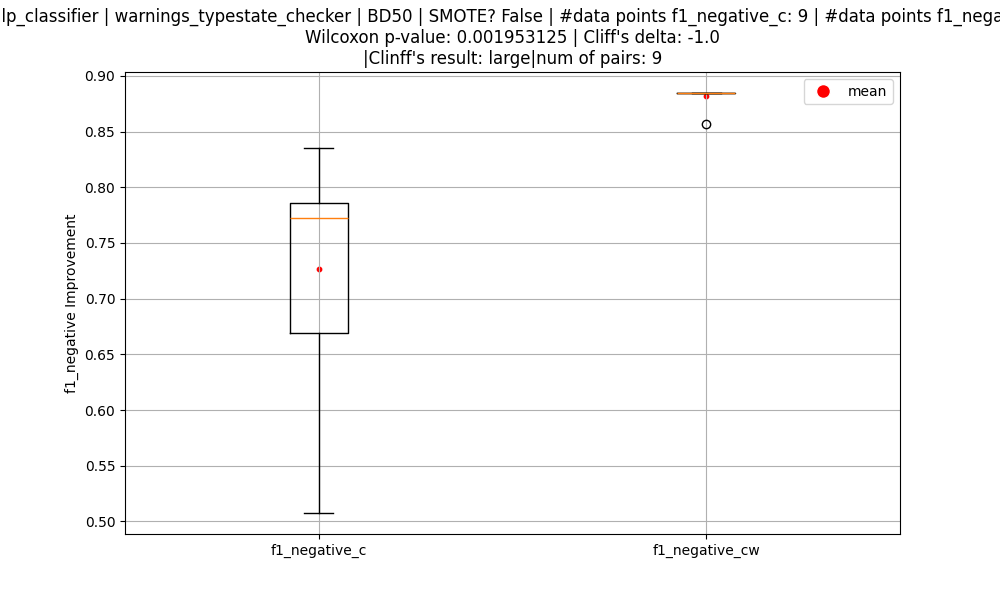 lp_classifier | warnings_typestate_checker | BD50 | SMOTE? False | #data points f1_negative_c: 9 | #data points f1_nega
Wilcoxon p-value: 0.001953125 | Cliff's delta: -1.0
|Clinff's result: large|num of pairs: 9
mean
0.90
0.85
0.80
0.75
0.70
0.65
0.60
0.55
0.50
f1_negative Improvement
f1_negative_c
f1_negative_cw